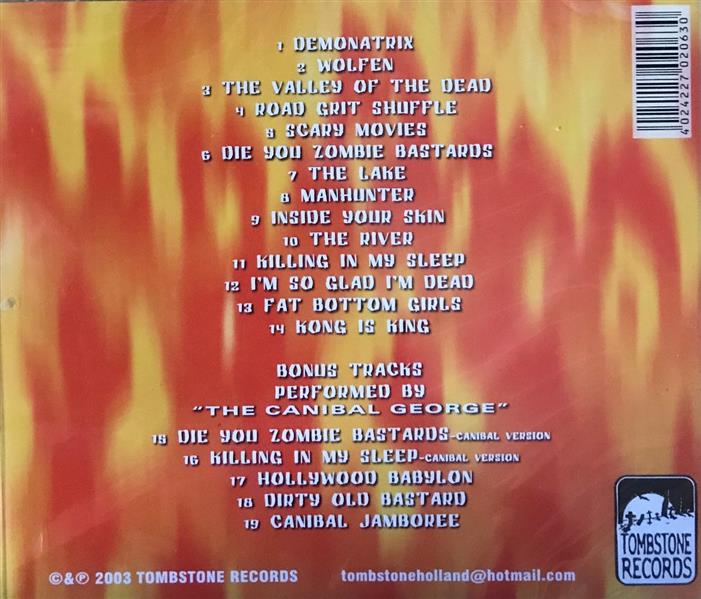 1 DEMONATRIX
2 WOLFEN
3 THE VALLEY OF THE DEAD
4 ROAD GRIT SHUFFLE
5 SCARY MOVIES
6 DIE YOU ZOMBIE BASTARDS
7 THE LAKE
8 MANHUNTER
9 INSIDE YOUR SKIN
10 THE RIVER
11 KILLING IN MY SLEEP
12 I'M SO GLAD I'M DEAD
13 FAT BOTTOM GIRLS
14 KONG IS KING
BONUS TRACKS
PERFORMED BY
"THE CANIBAL GEORGE"
15 DIE YOU ZOMBIE BASTARDS-CANIBAL VERSION
16 KILLING IN MY SLEEP-CANIBAL VERSION
17 HOLLYWOOD BABYLON
18 DIRTY OLD BASTARD
19 CANIBAL JAMBOREE
©&℗ 2003 TOMBSTONE RECORDS tombstoneholland@hotmail.com
4 024227 020630
TOMBSTONE
RECORDS